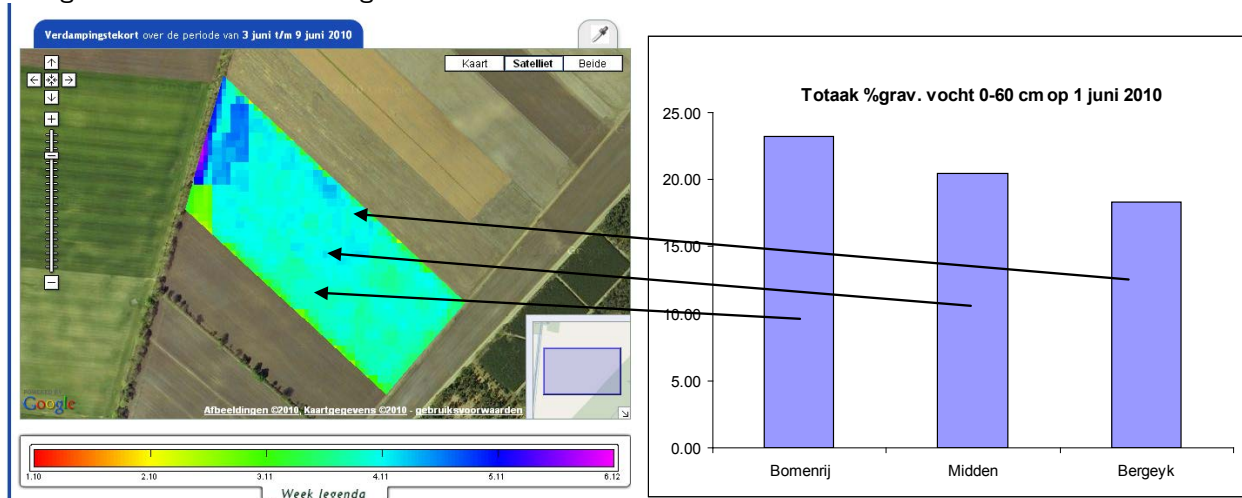 Verdampingstekort over de periode van 3 juni t/m 9 juni 2010
Kaart Satelliet Beide
Google
Afbeeldingen ©2010, Kaartgegevens ©2010 - gebruiksvoorwaarden
1.10 2.10 3.11 4.11 5.11 6.12
Week legenda
Totaak %grav. vocht 0-60 cm op 1 juni 2010
25.00
20.00
15.00
10.00
5.00
0.00
Bomenrij Midden Bergeyk